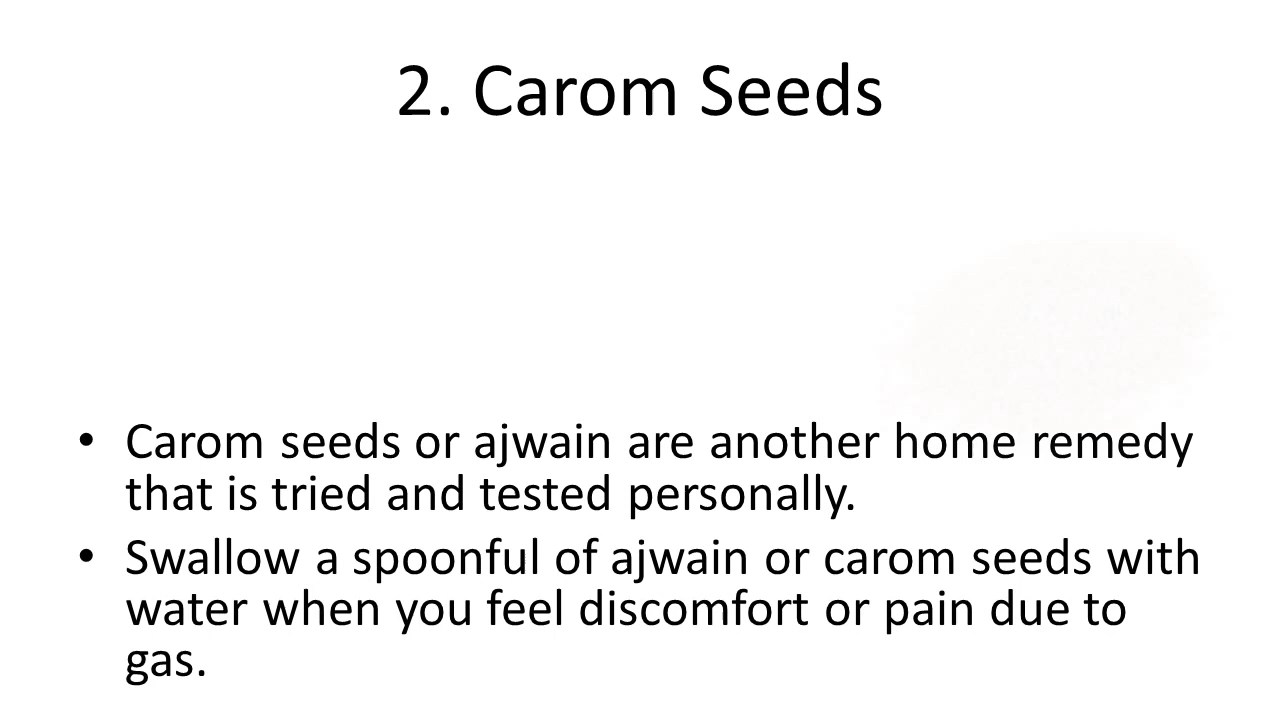 2. Carom Seeds
• Carom seeds or ajwain are another home remedy
that is tried and tested personally.
• Swallow a spoonful of ajwain or carom seeds with
water when you feel discomfort or pain due to
gas.